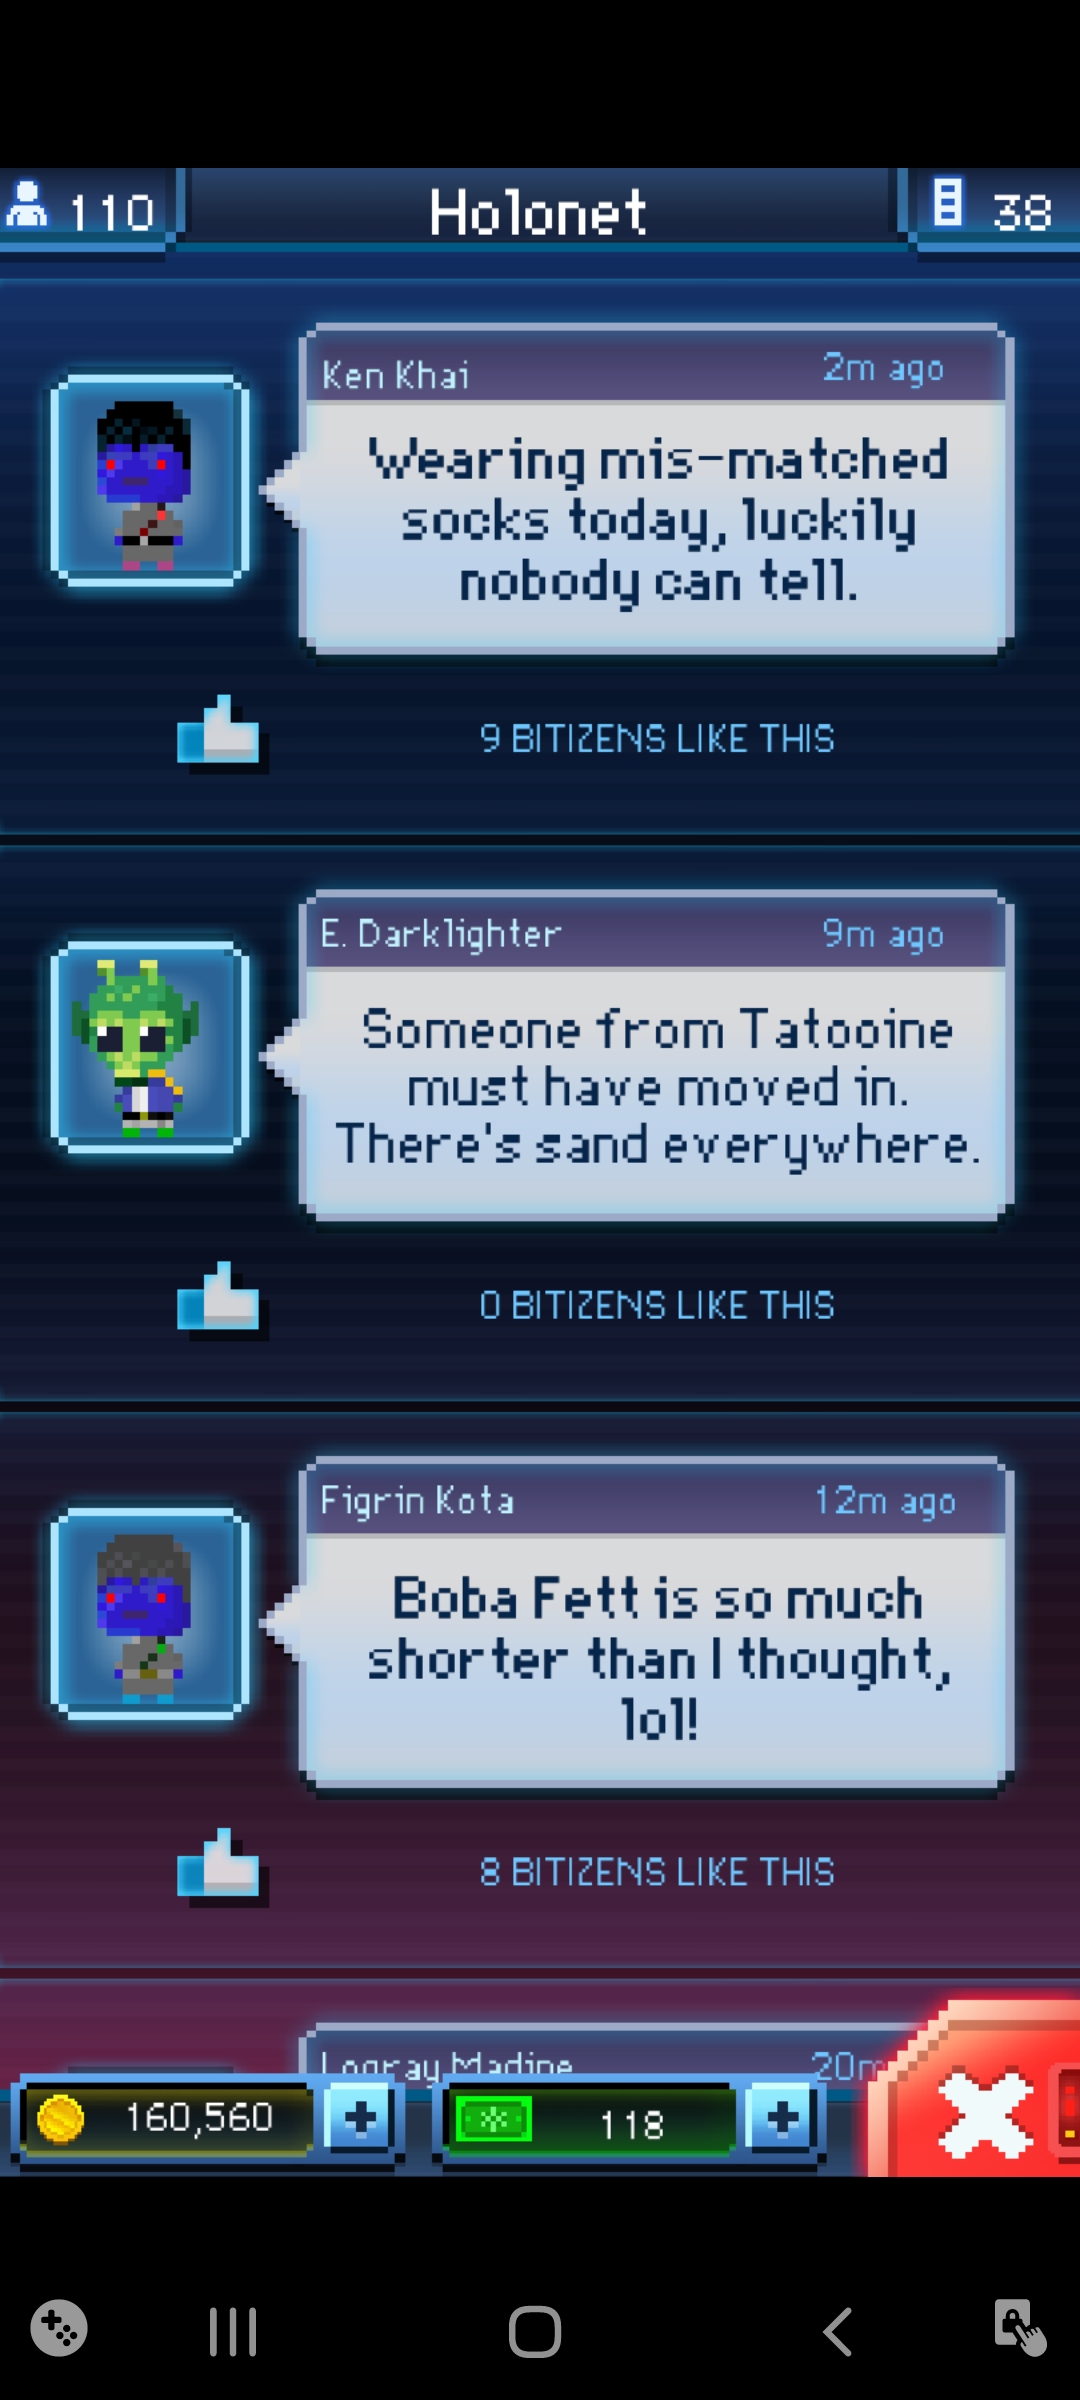 110
Holonet
38
Ken Khai
2m ago
Wearing mis-matched
socks today, luckily
nobody can tell.
9 BITIZENS LIKE THIS
E. Darklighter
9m ago
Someone from Tatooine
must have moved in.
There's sand everywhere.
0 BITIZENS LIKE THIS
Figrin Kota
12m ago
Boba Fett is so much
shorter than I thought,
lol!
8 BITIZENS LIKE THIS
Logray Madine
20m
160,560
118